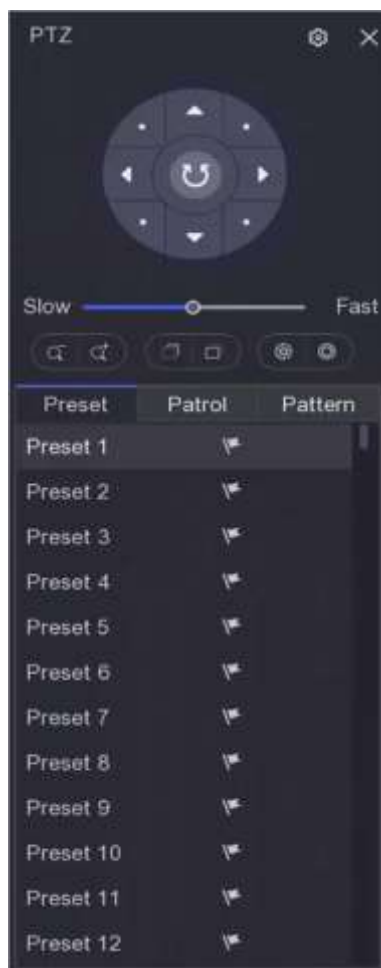 PTZ
Slow Fast
Preset Patrol Pattern
Preset 1
Preset 2
Preset 3
Preset 4
Preset 5
Preset 6
Preset 7
Preset 8
Preset 9
Preset 10
Preset 11
Preset 12